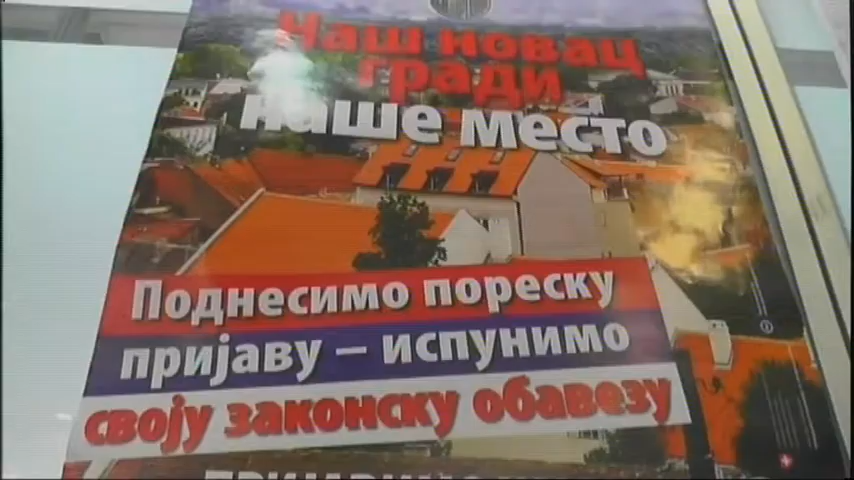 Наш новац
гради
наше место
Поднесимо пореску
пријаву – испунимо
своју законску обавезу